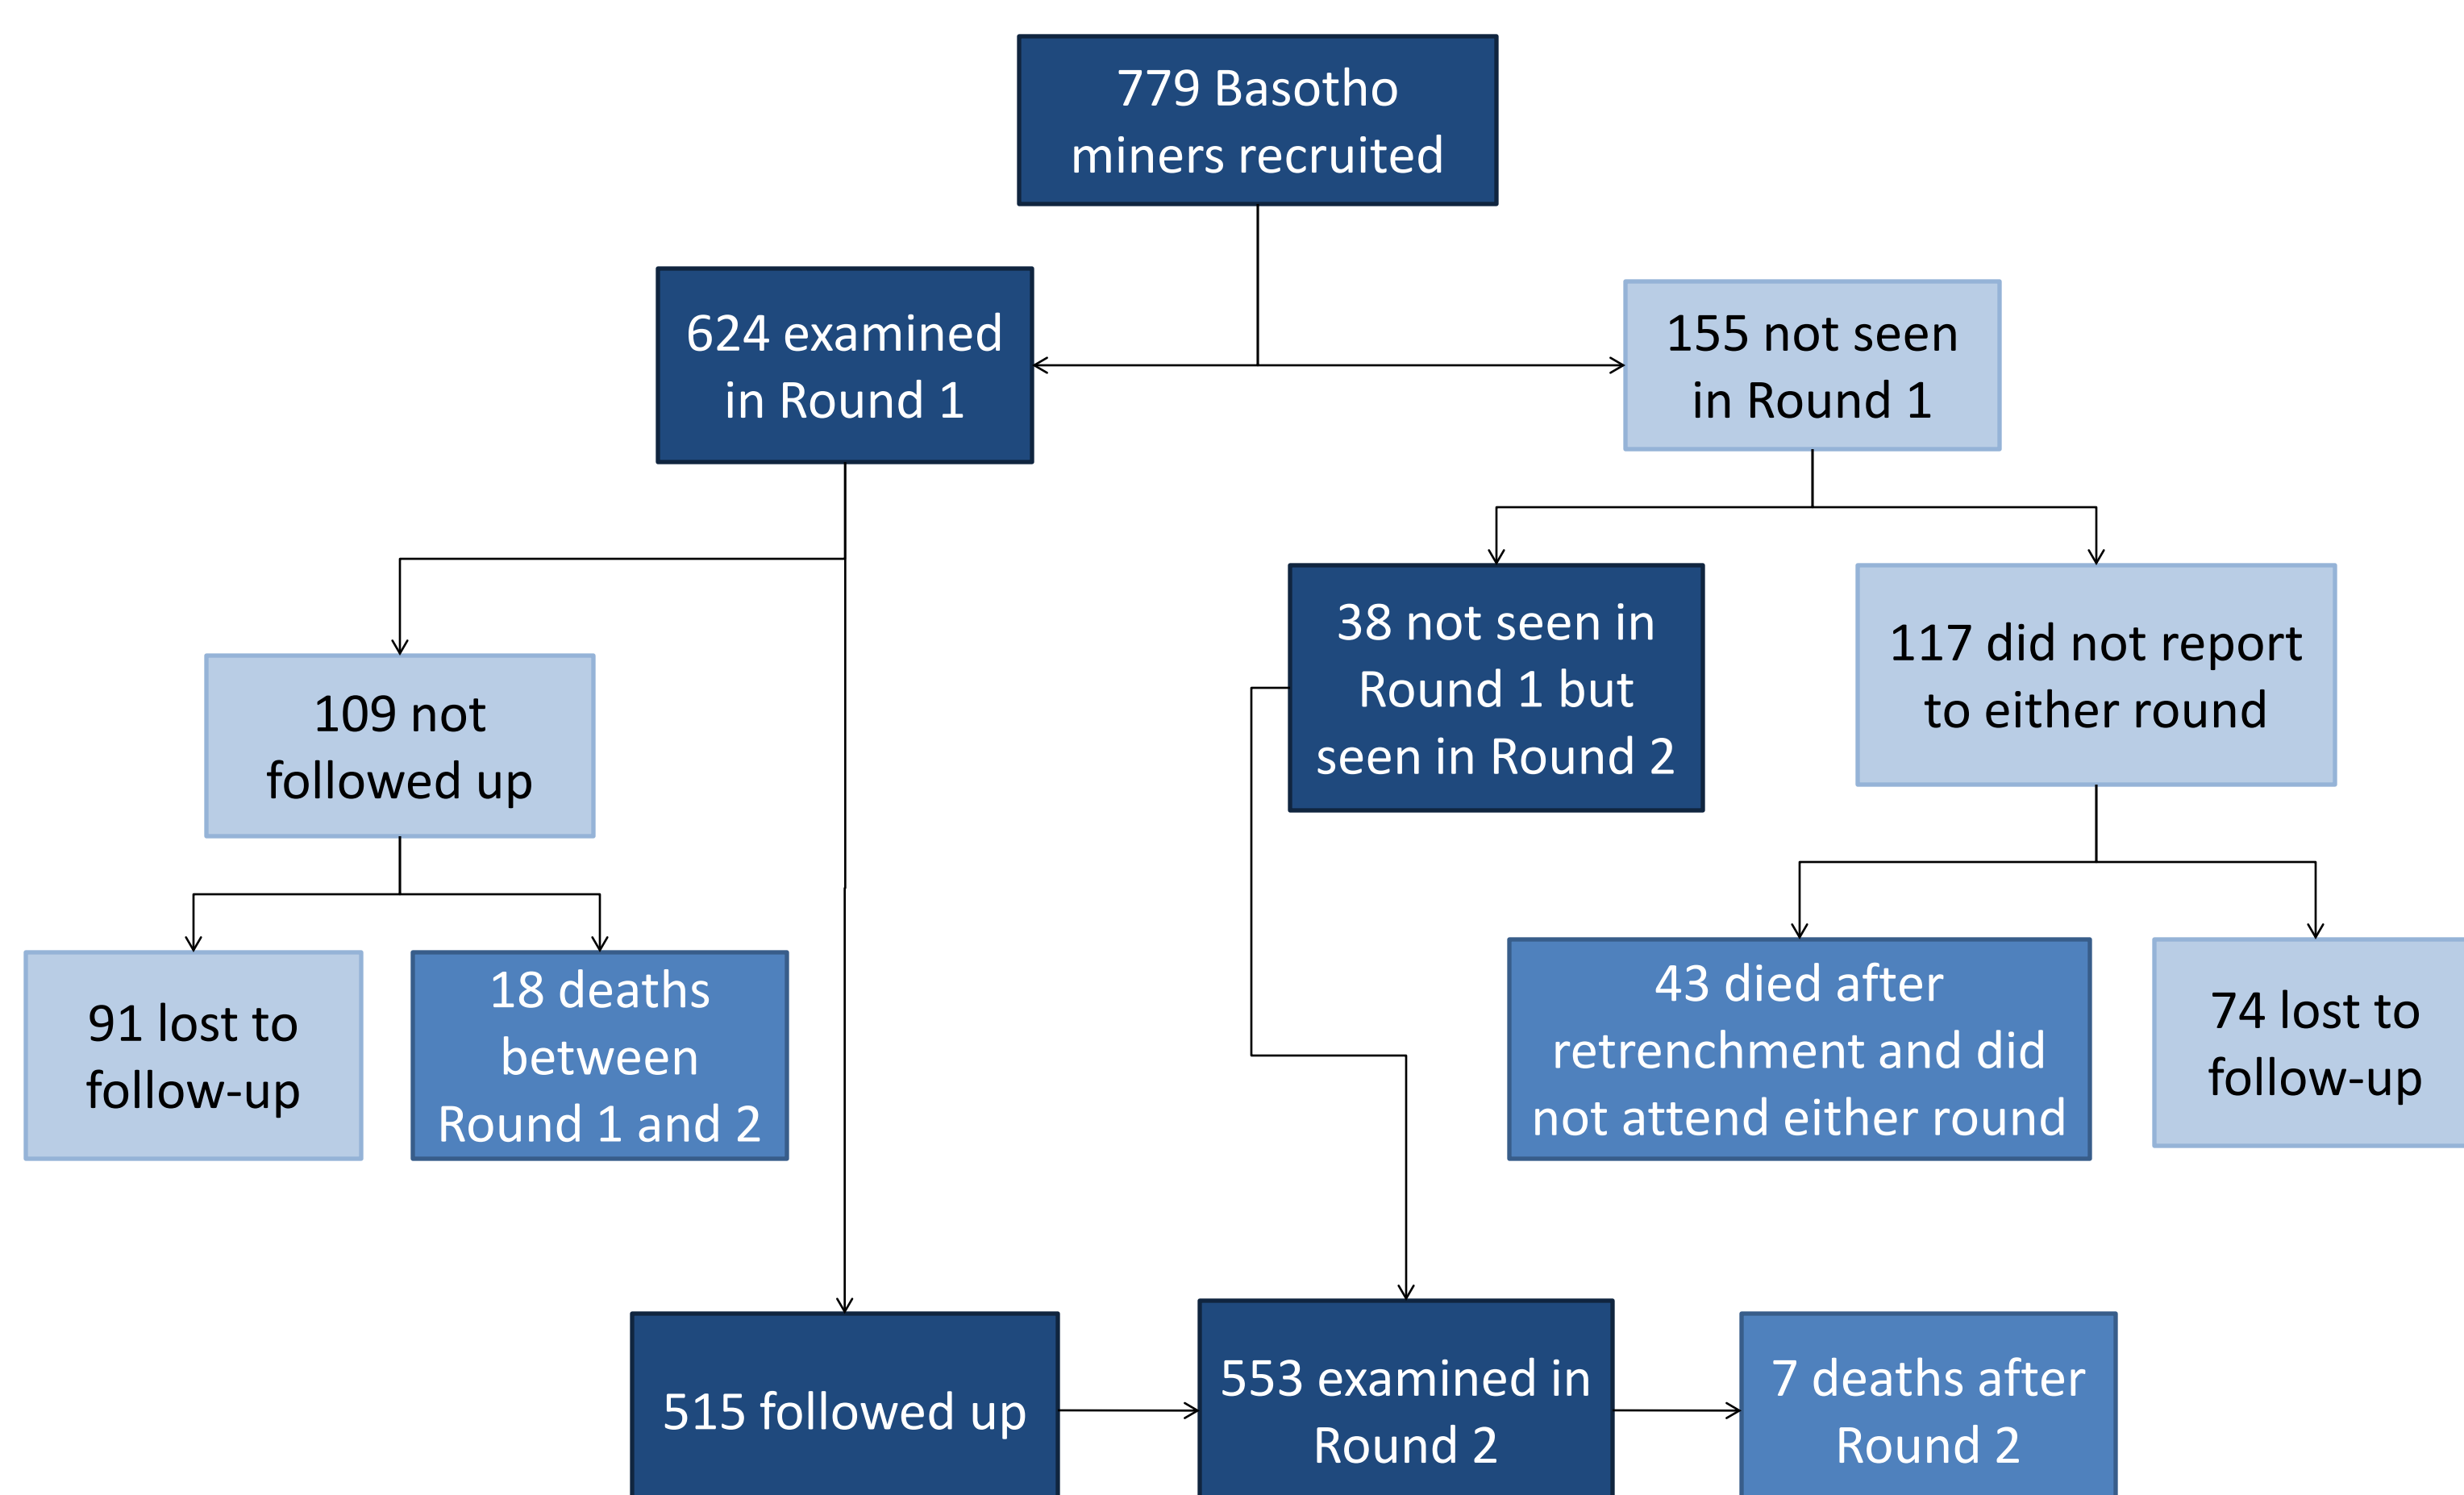 779 Basotho
miners recruited
624 examined
in Round 1
155 not seen
in Round 1
38 not seen in
Round 1 but
seen in Round 2
117 did not report
to either round
109 not
followed up
91 lost to
follow-up
18 deaths
between
Round 1 and 2
43 died after
retrenchment and did
not attend either round
74 lost to
follow-up
515 followed up
553 examined in
Round 2
7 deaths after
Round 2